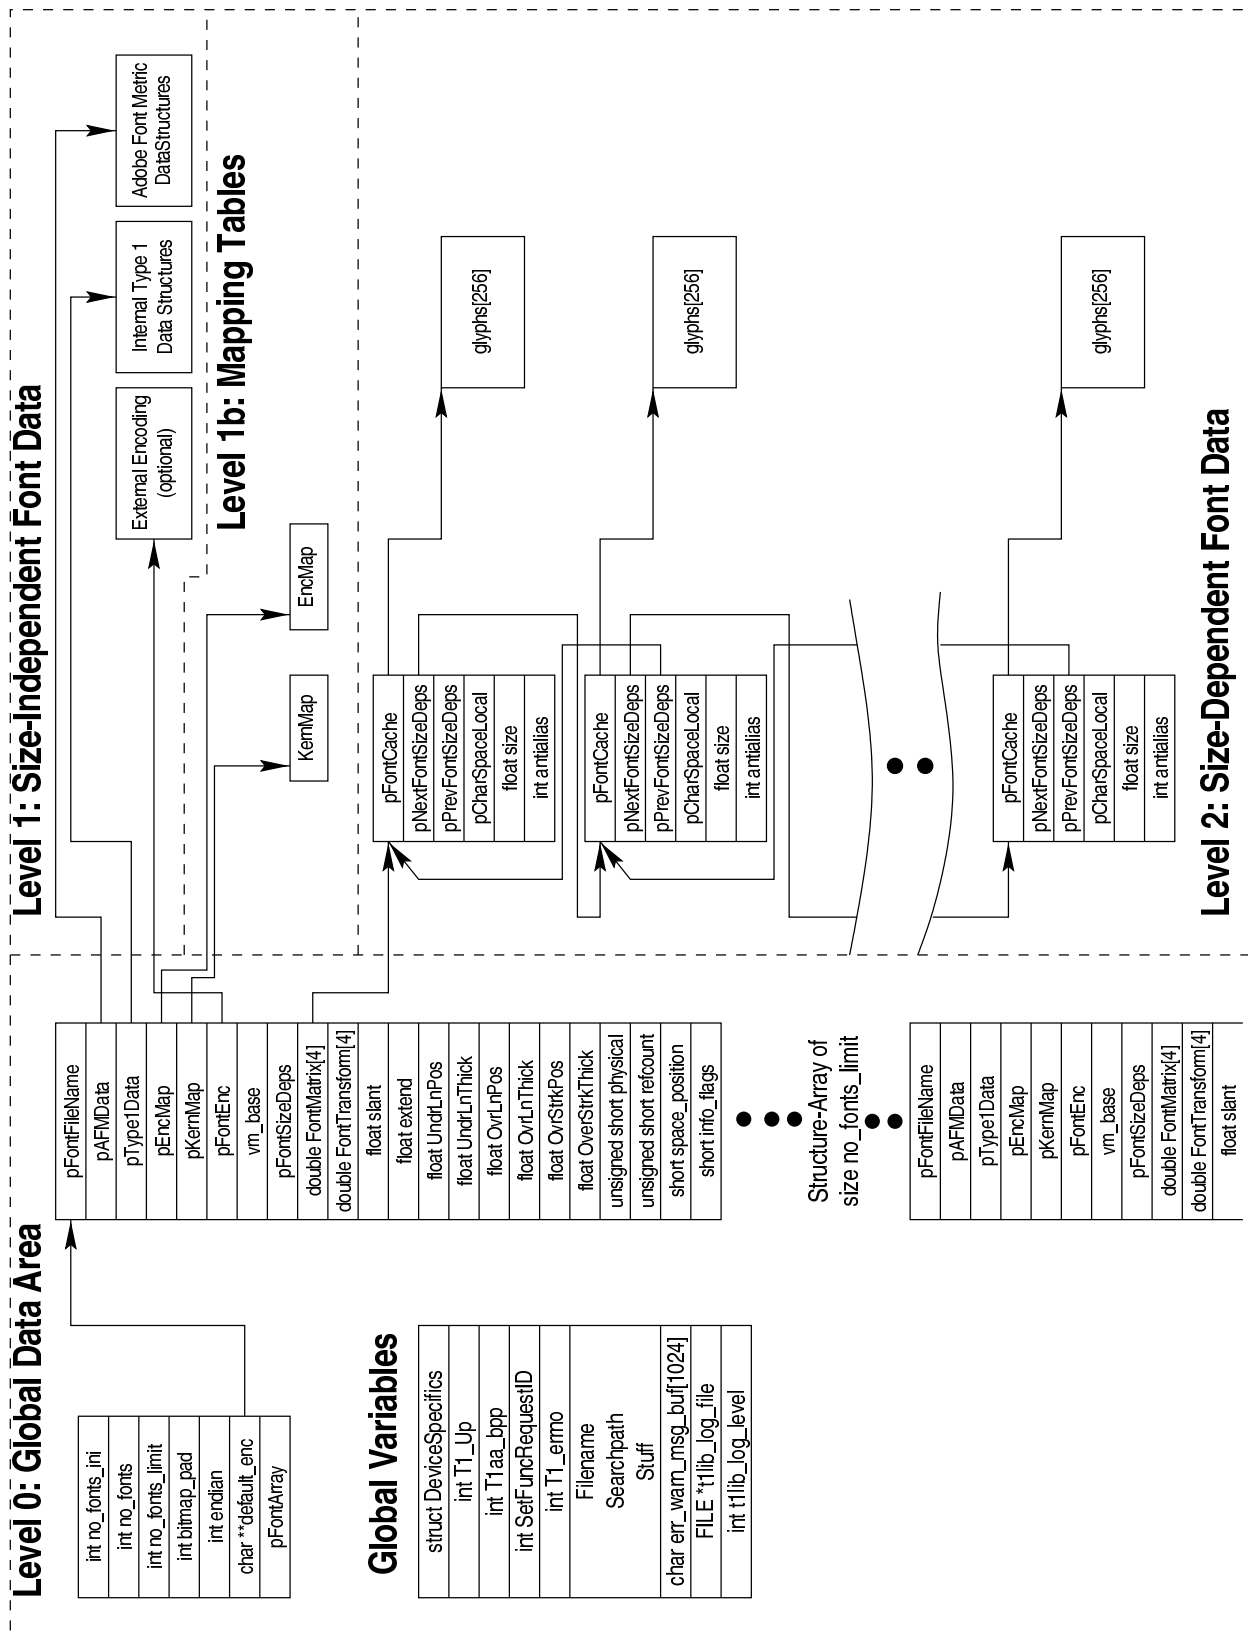 Level 0: Global Data Area
int no_fonts_ini
int no_fonts
int no_fonts_limit
int bitmap_pad
int endian
char **default_enc
pFontArray
Global Variables
struct DeviceSpecifics
int T1_Up
int T1aa_bpp
int SetFuncRequestID
int T1_errno
Filename
Searchpath
Stuff
char err_warn_msg_buf[1024]
FILE *t1lib_log_file
int t1lib_log_level
pFontFileName
pAFMData
pType1Data
pEncMap
pKernMap
pFontEnc
vm_base
pFontSizeDeps
double FontMatrix[4]
double FontTransform[4]
float slant
float extend
float UndrLnPos
float UndrLnThick
float OvrLnPos
float OvrLnThick
float OvrStrkPos
float OverStrkThick
unsigned short physical
unsigned short refcount
short space_position
short info_flags
Structure-Array of
size no_fonts_limit
pFontFileName
pAFMData
pType1Data
pEncMap
pKernMap
pFontEnc
vm_base
pFontSizeDeps
double FontMatrix[4]
double FontTransform[4]
float slant
Level 1: Size-Independent Font Data
External Encoding
(optional)
Internal Type 1
Data Structures
Adobe Font Metric
DataStructures
Level 1b: Mapping Tables
KernMap
EncMap
pFontCache
pNextFontSizeDeps
pPrevFontSizeDeps
pCharSpaceLocal
float size
int antialias
glyphs[256]
pFontCache
pNextFontSizeDeps
pPrevFontSizeDeps
pCharSpaceLocal
float size
int antialias
glyphs[256]
pFontCache
pNextFontSizeDeps
pPrevFontSizeDeps
pCharSpaceLocal
float size
int antialias
glyphs[256]
Level 2: Size-Dependent Font Data